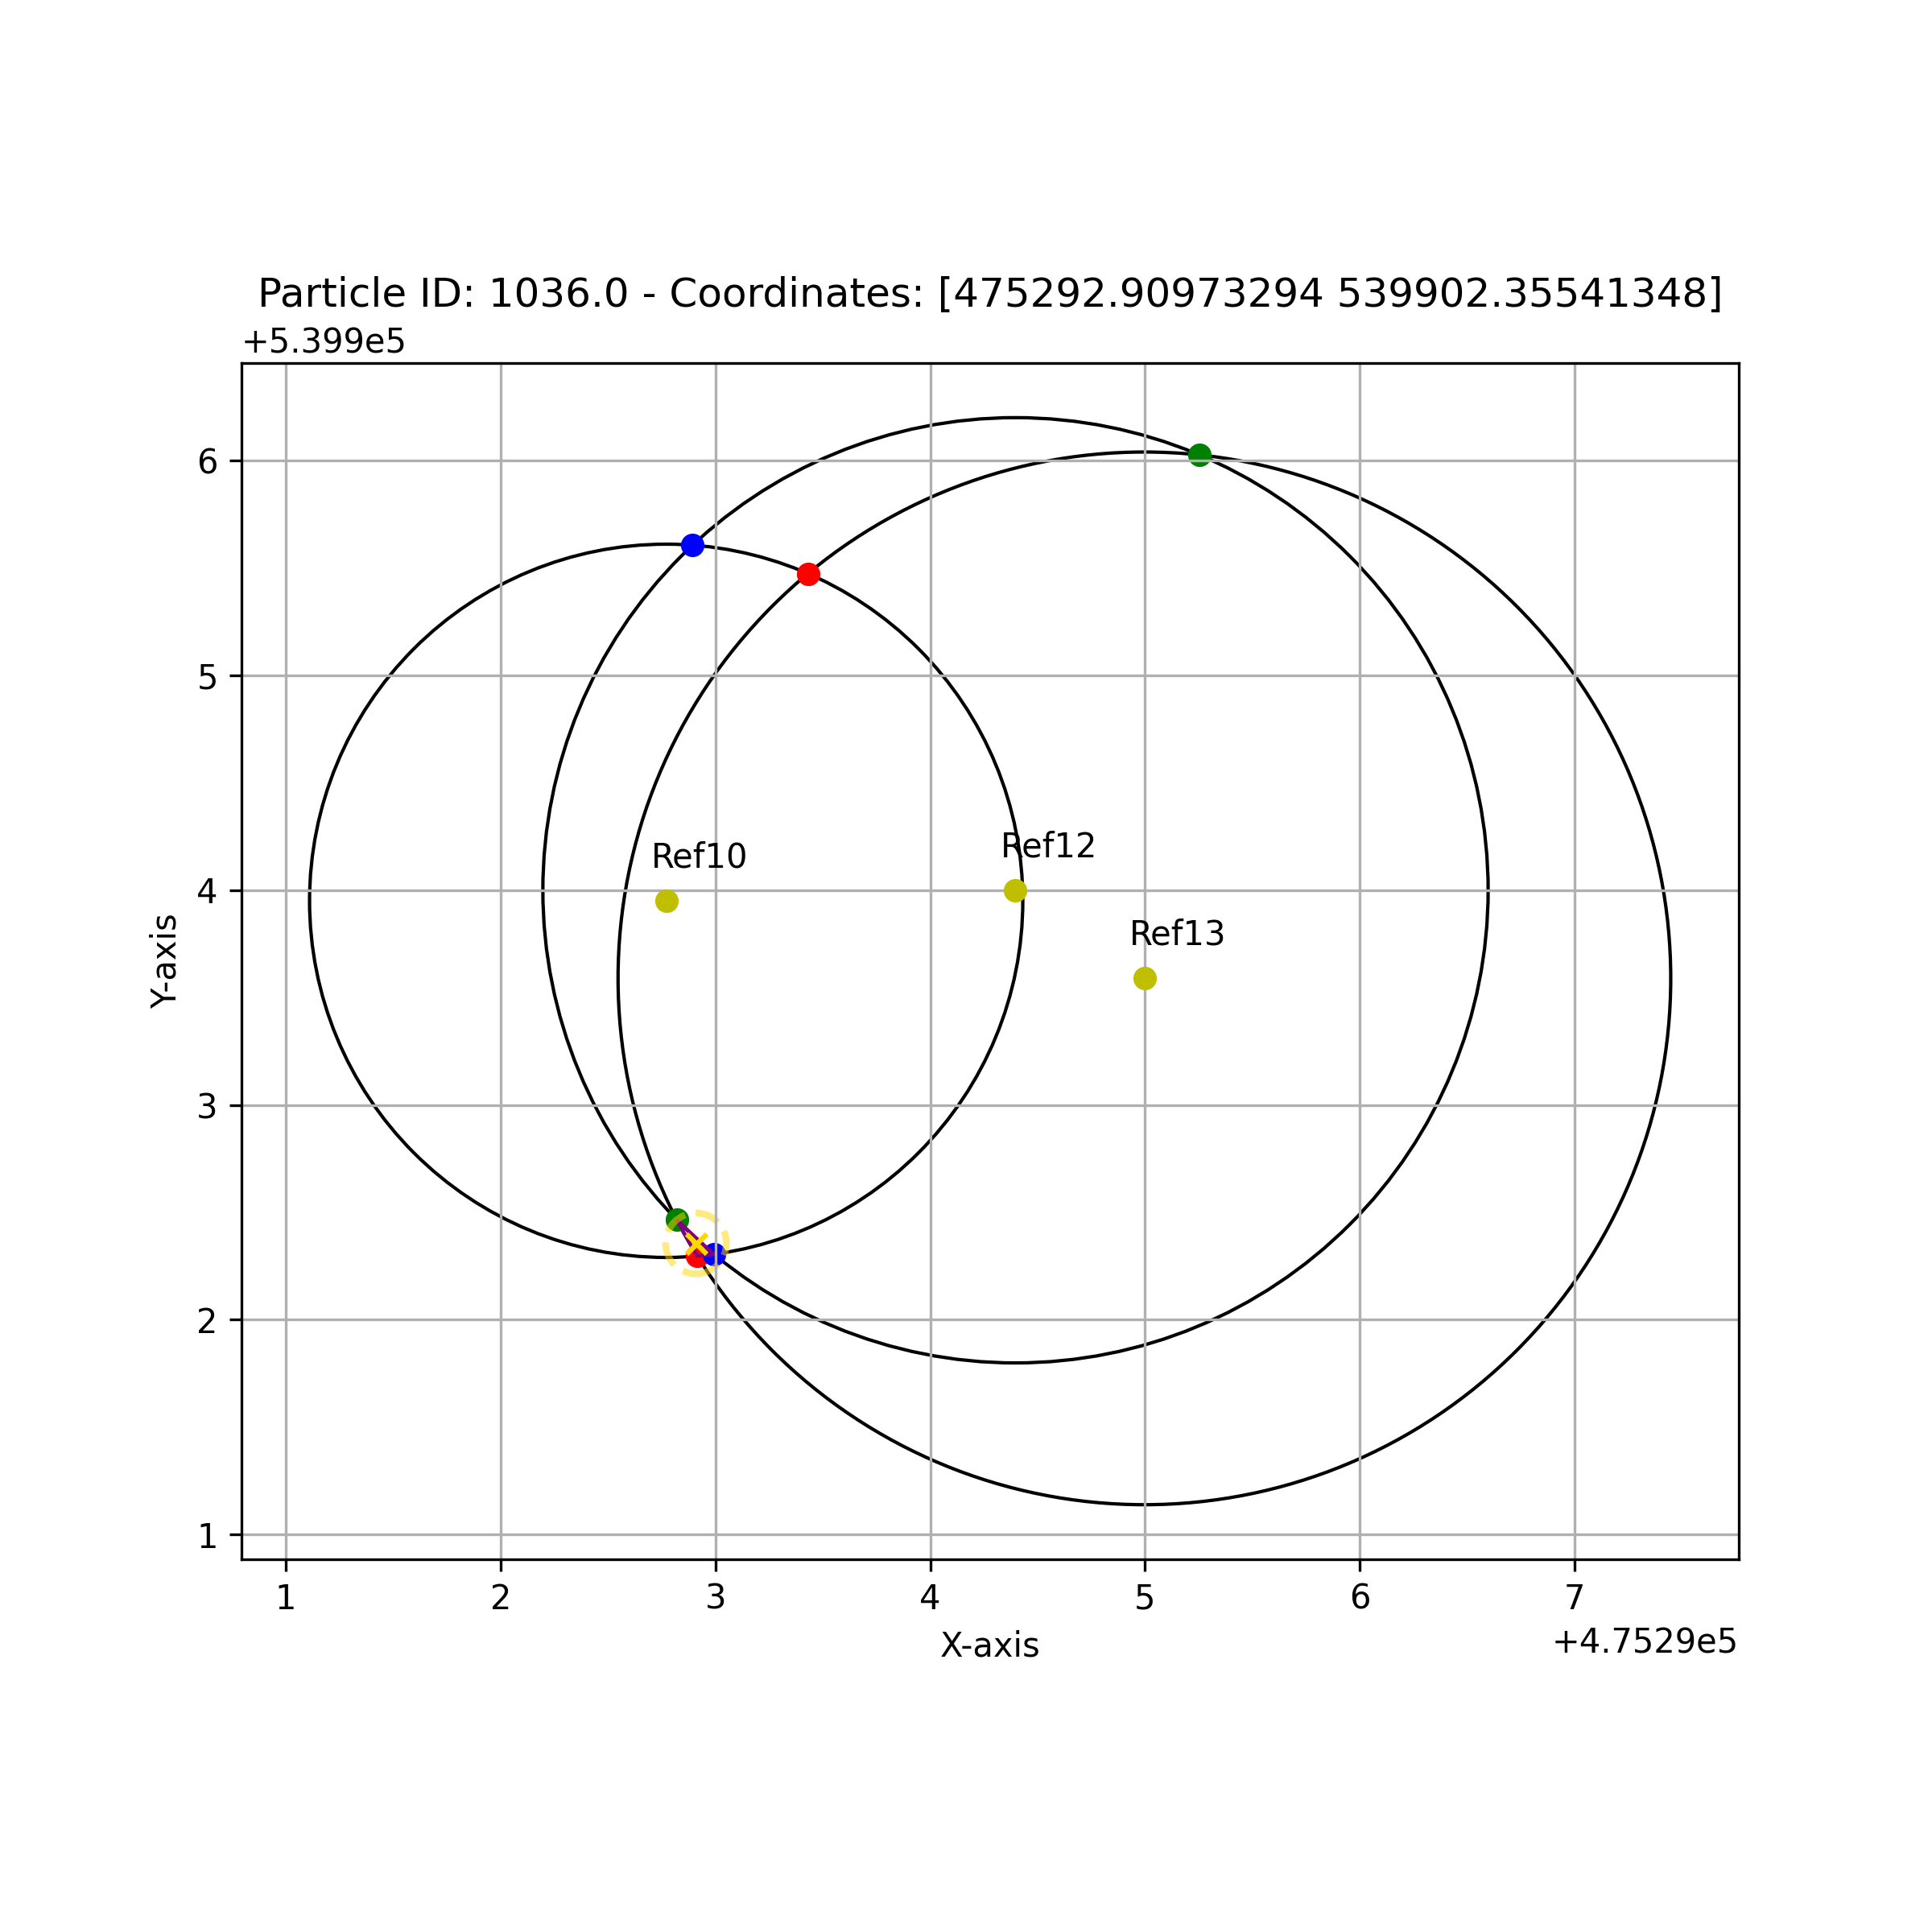 Particle ID: 1036.0 - Coordinates: [475292.90973294 539902.35541348]
+5.399e5
6
5
Ref12
Ref10
4
Ref13
Y-axis
3
2
1
1 2 3 4 5 6 7
X-axis
+4.7529e5